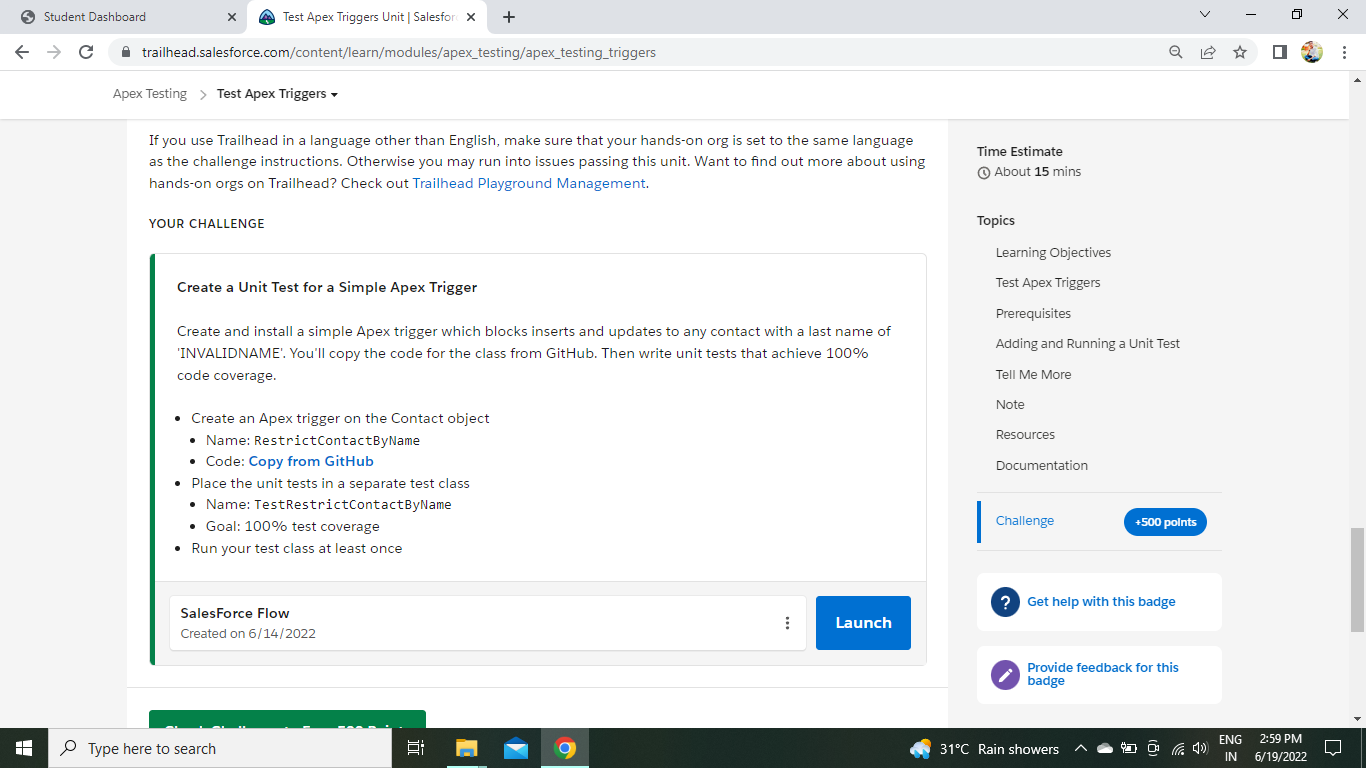 Student Dashboard
Test Apex Triggers Unit | Salesfor
trailhead.salesforce.com/content/learn/modules/apex_testing/apex_testing_triggers
Apex Testing > Test Apex Triggers
If you use Trailhead in a language other than English, make sure that your hands-on org is set to the same language
as the challenge instructions. Otherwise you may run into issues passing this unit. Want to find out more about using
hands-on orgs on Trailhead? Check out Trailhead Playground Management.
YOUR CHALLENGE
Create a Unit Test for a Simple Apex Trigger
Create and install a simple Apex trigger which blocks inserts and updates to any contact with a last name of
'INVALIDNAME'. You'll copy the code for the class from GitHub. Then write unit tests that achieve 100%
code coverage.
• Create an Apex trigger on the Contact object
• Name: RestrictContactByName
• Code: Copy from GitHub
• Place the unit tests in a separate test class
• Name: TestRestrictContactByName
• Goal: 100% test coverage
• Run your test class at least once
SalesForce Flow
Created on 6/14/2022
Launch
Time Estimate
About 15 mins
Topics
Learning Objectives
Test Apex Triggers
Prerequisites
Adding and Running a Unit Test
Tell Me More
Note
Resources
Documentation
Challenge
+500 points
? Get help with this badge
Provide feedback for this
badge
Type here to search
31°C Rain showers
ENG
IN
2:59 PM
6/19/2022